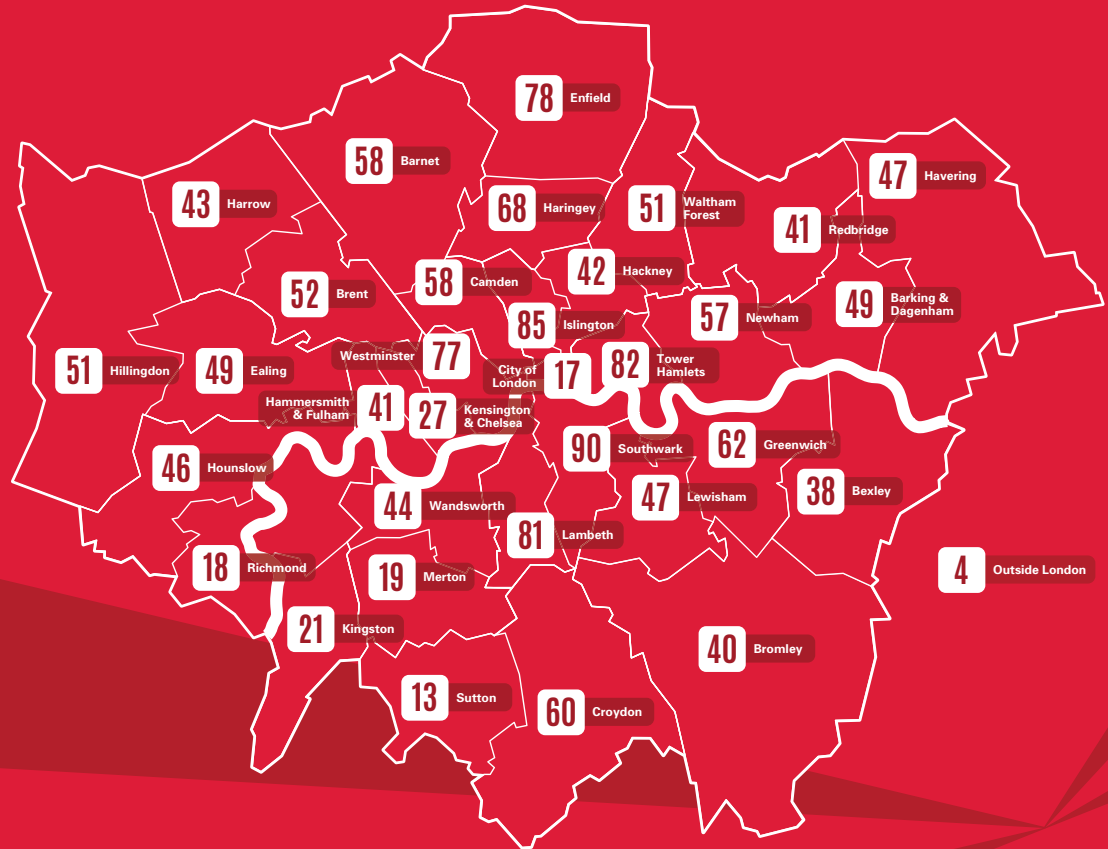 78 Enfield
58 Barnet
47 Havering
43 Harrow
68 Haringey
51 Waltham
Forest
41 Redbridge
42 Hackney
58 Camden
52 Brent
49 Barking &
Dagenham
57 Newham
85 Islington
Westminster 77
82 Tower
Hamlets
51 Hillingdon
49 Ealing
City of
London 17
Hammersmith
& Fulham 41
27 Kensington
& Chelsea
90 Southwark
62 Greenwich
46 Hounslow
38 Bexley
47 Lewisham
44 Wandsworth
81 Lambeth
18 Richmond
4 Outside London
19 Merton
21 Kingston
40 Bromley
13 Sutton
60 Croydon